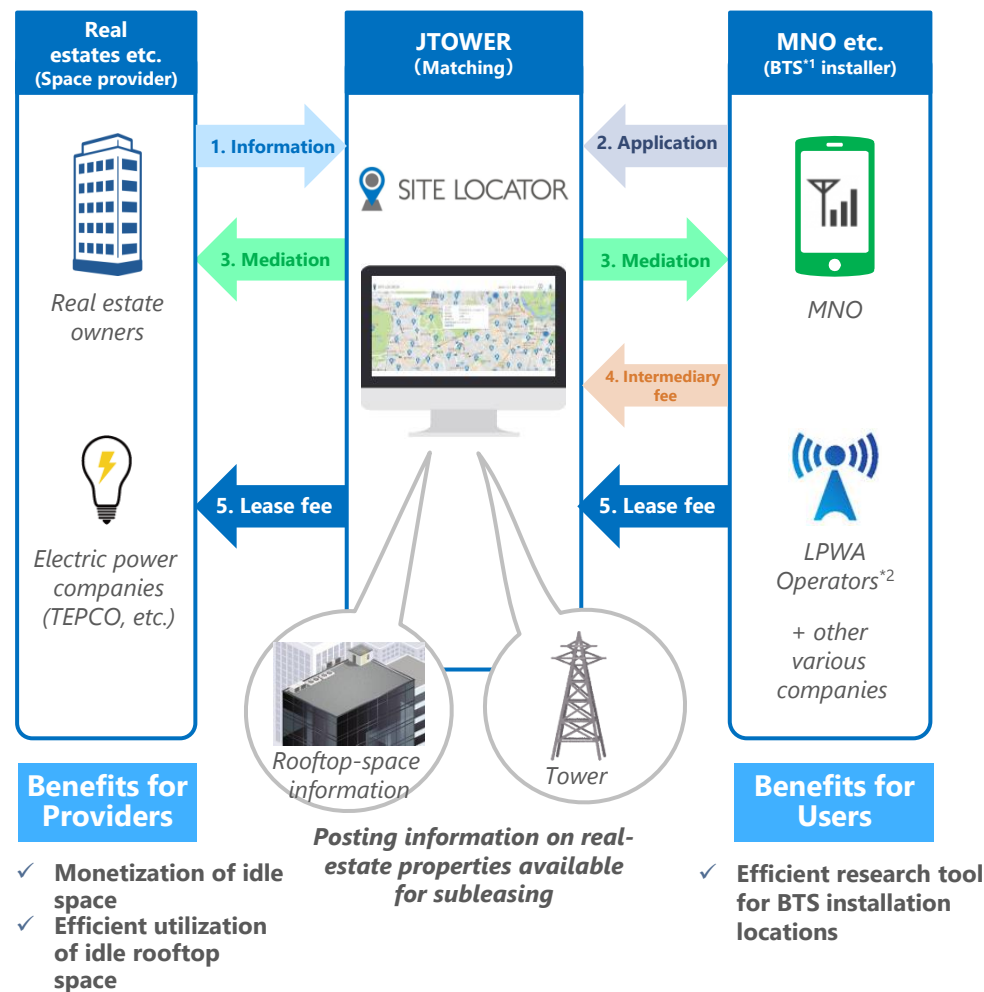 Real
estates etc.
(Space provider)
JTOWER
（Matching）
MNO etc.
(BTS*1 installer)
1. Information
2. Application
SITE LOCATOR
3. Mediation
3. Mediation
Real estate
owners
MNO
4. Intermediary
fee
5. Lease fee
5. Lease fee
Electric power
companies
(TEPCO, etc.)
LPWA
Operators*2
+ other
various
companies
Rooftop-space
information
Tower
Benefits for
Providers
Posting information on real-
estate properties available
for subleasing
Benefits for
Users
✓ Monetization of idle
space
✓ Efficient utilization
of idle rooftop
space
✓ Efficient research tool
for BTS installation
locations